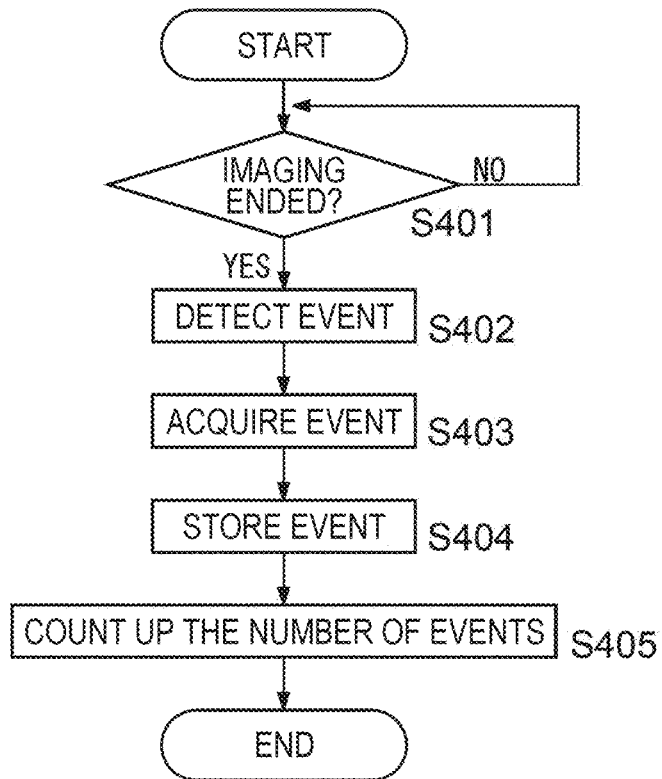 START
IMAGING
ENDED?
NO
S401
YES
DETECT EVENT
S402
ACQUIRE EVENT
S403
STORE EVENT
S404
COUNT UP THE NUMBER OF EVENTS
S405
END